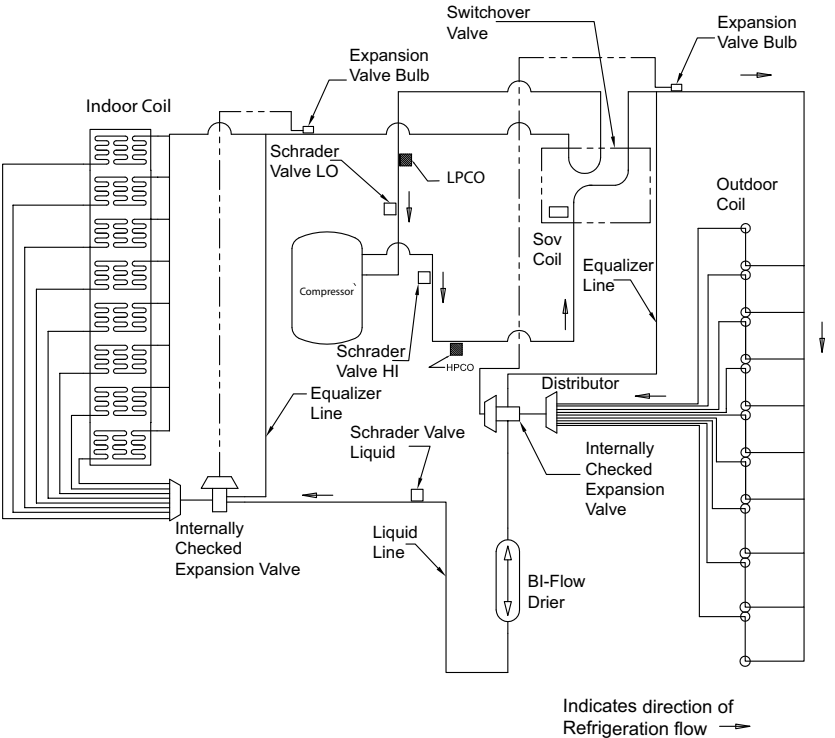 Switchover
Valve
Expansion
Valve Bulb
Expansion
Valve Bulb
Indoor Coil
Schrader
Valve LO
LPCO
Outdoor
Coil
Sov
Coil
Equalizer
Line
Compressor`
Schrader
Valve HI
HPCO
Equalizer
Line
Distributor
Schrader Valve
Liquid
Internally
Checked
Expansion
Valve
Internally
Checked
Expansion Valve
Liquid
Line
BI-Flow
Drier
Indicates direction of
Refrigeration flow